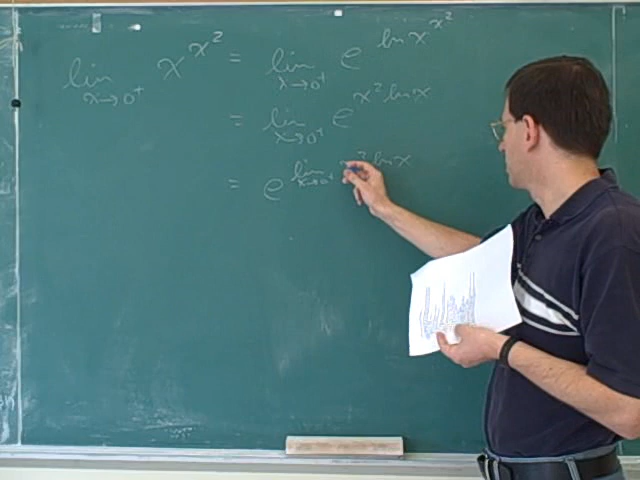 lim x→0⁺ x^x² = lim x→0⁺ e^ln x^x²
= lim x→0⁺ e^x² ln x
= e^lim x→0⁺ x² ln x